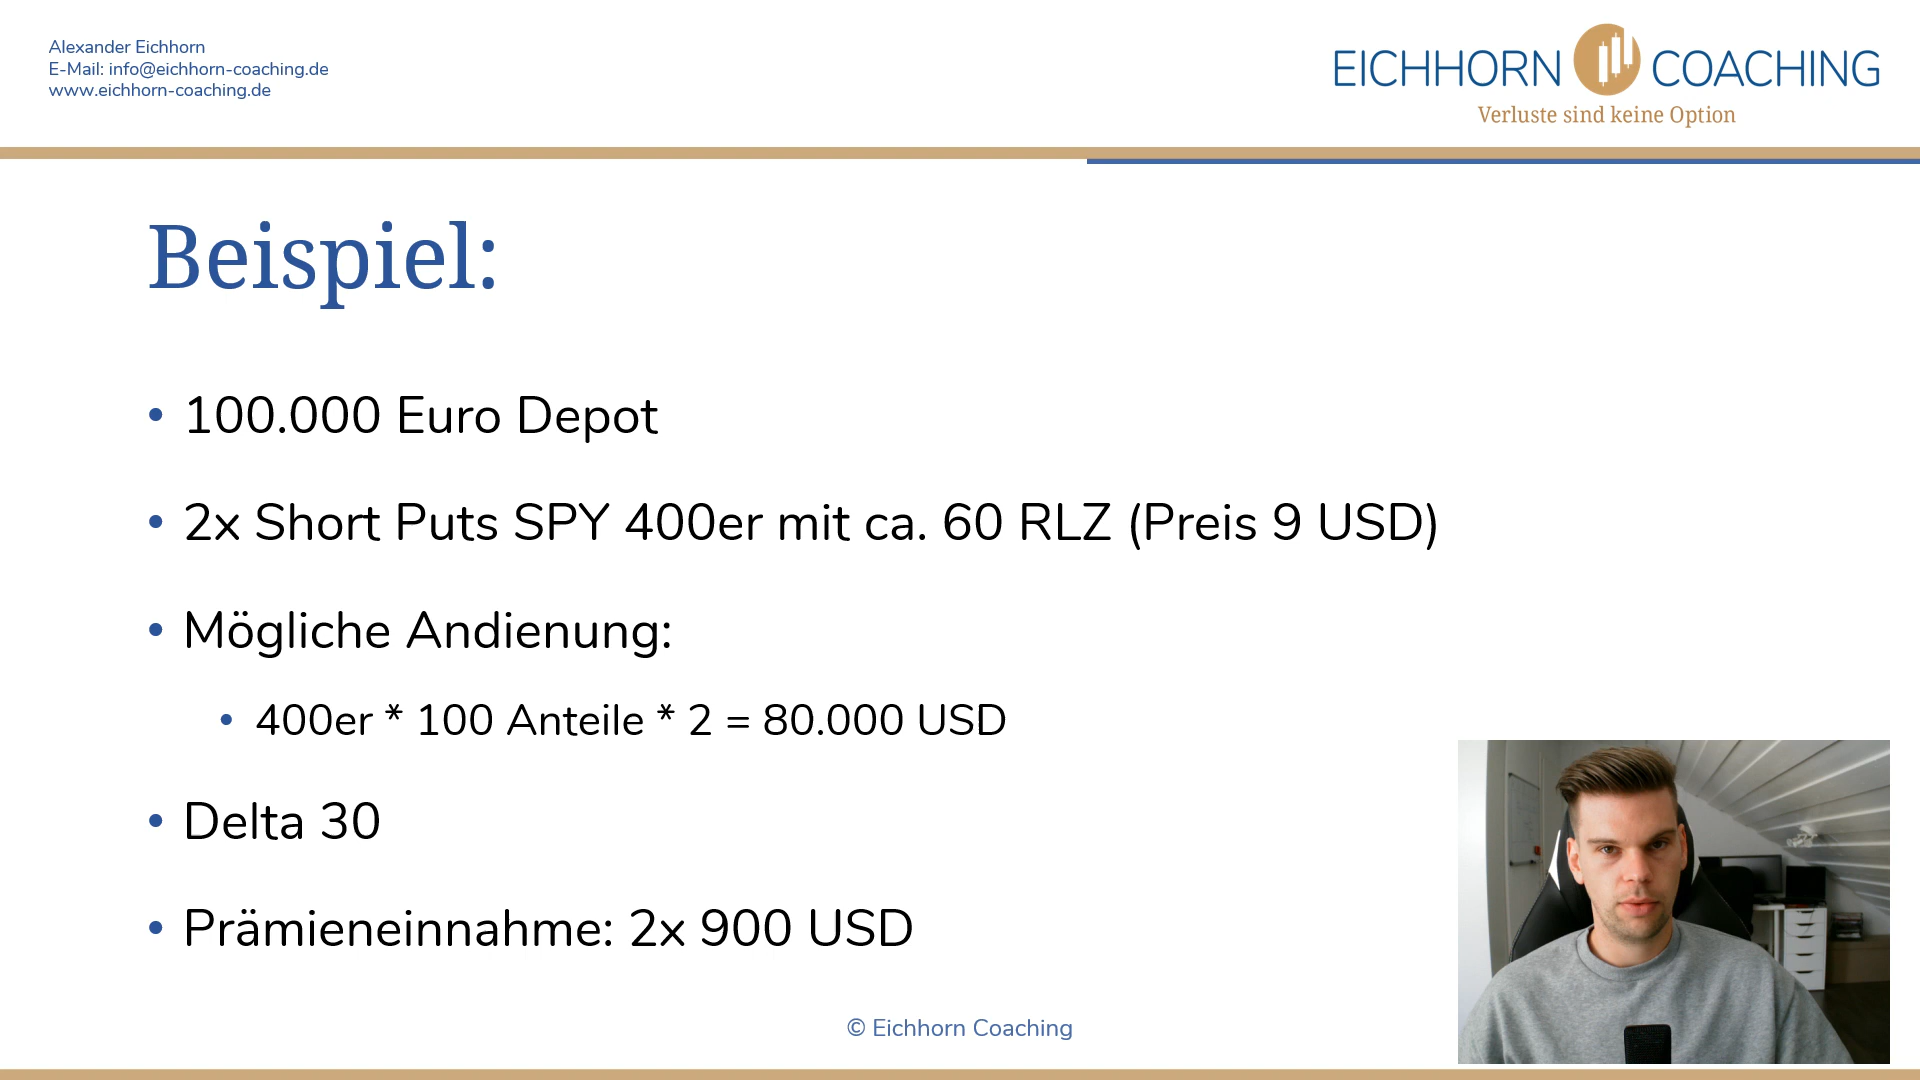 Alexander Eichhorn
E-Mail: info@eichhorn-coaching.de
www.eichhorn-coaching.de
EICHHORN COACHING
Verluste sind keine Option
Beispiel:
• 100.000 Euro Depot
• 2x Short Puts SPY 400er mit ca. 60 RLZ (Preis 9 USD)
• Mögliche Andienung:
• 400er * 100 Anteile * 2 = 80.000 USD
• Delta 30
• Prämieneinnahme: 2x 900 USD
© Eichhorn Coaching